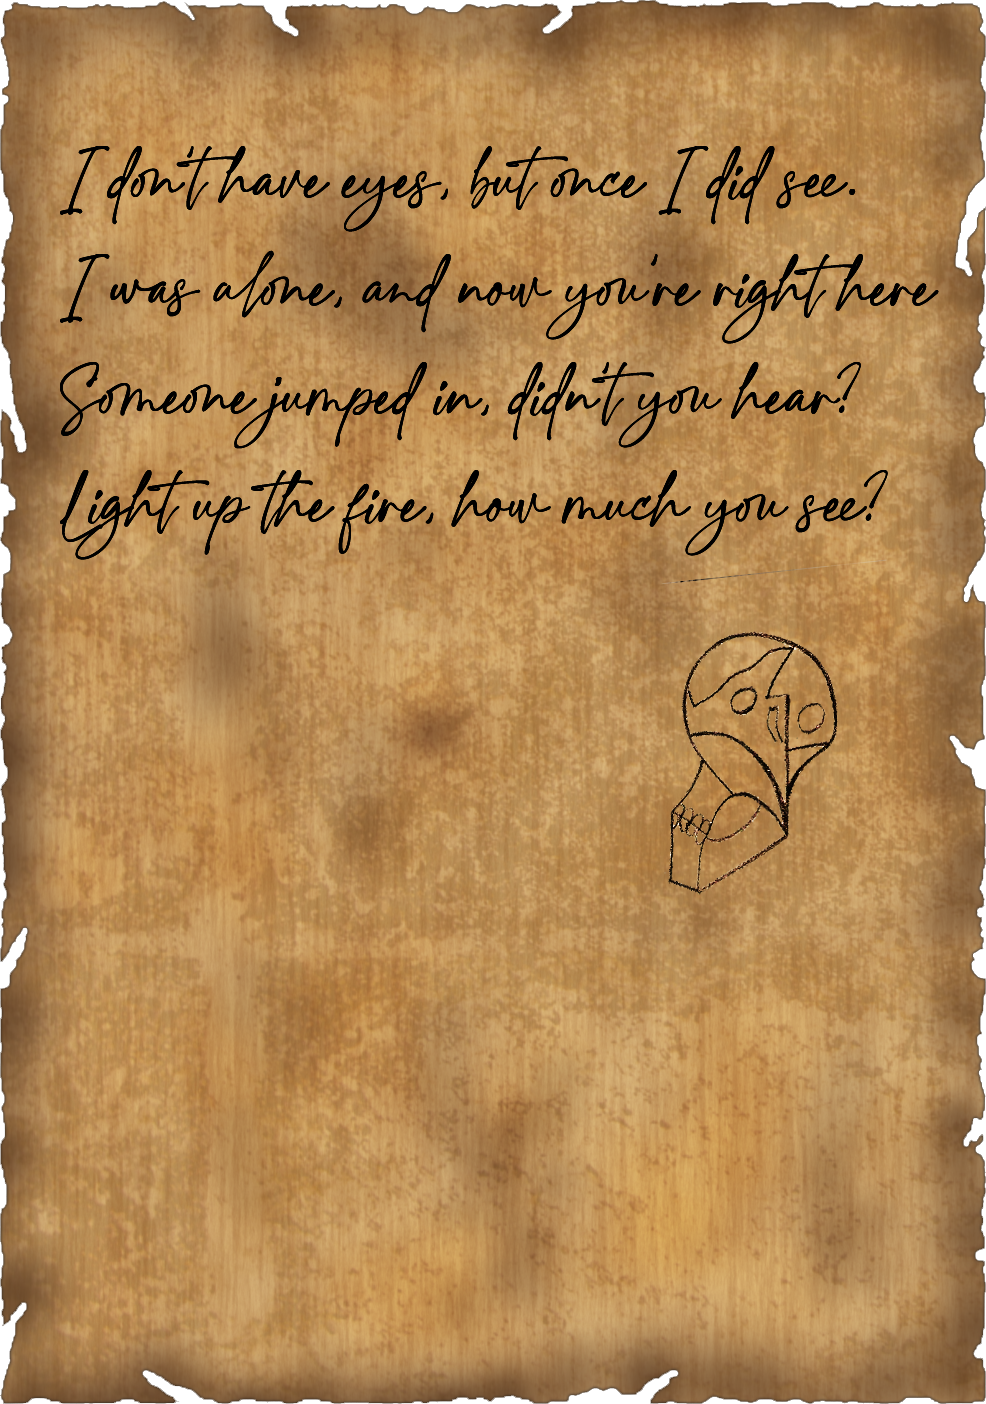 I don't have eyes, but once I did see.
I was alone, and now you're right here
Someone jumped in, didn't you hear?
Light up the fire, how much you see?